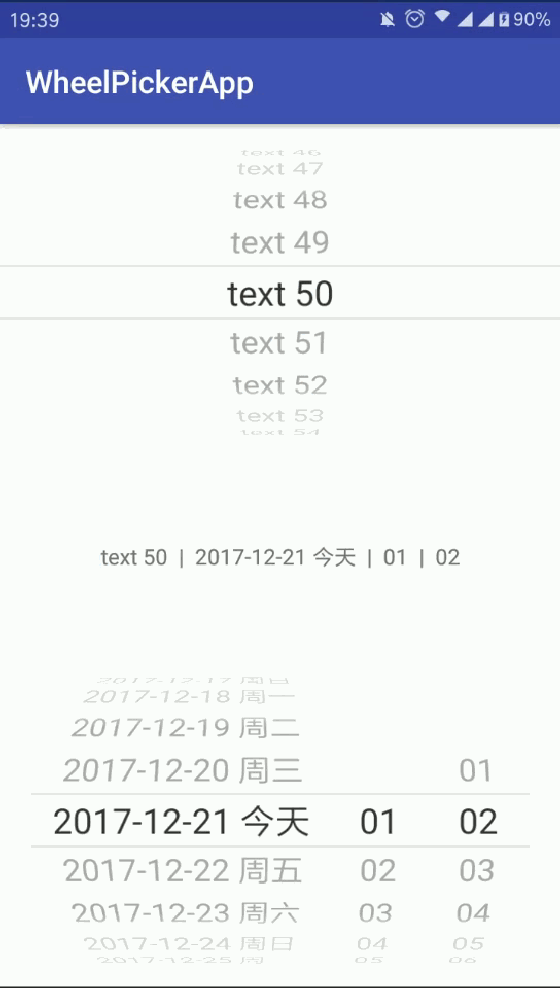 19:39 90%
WheelPickerApp
text 46
text 47
text 48
text 49
text 50
text 51
text 52
text 53
text 54
text 50 | 2017-12-21 今天 | 01 | 02
2017-12-17 周日
2017-12-18 周一
2017-12-19 周二
2017-12-20 周三 01
2017-12-21 今天 01 02
2017-12-22 周五 02 03
2017-12-23 周六 03 04
2017-12-24 周日 04 05
2017-12-25 周 05 06